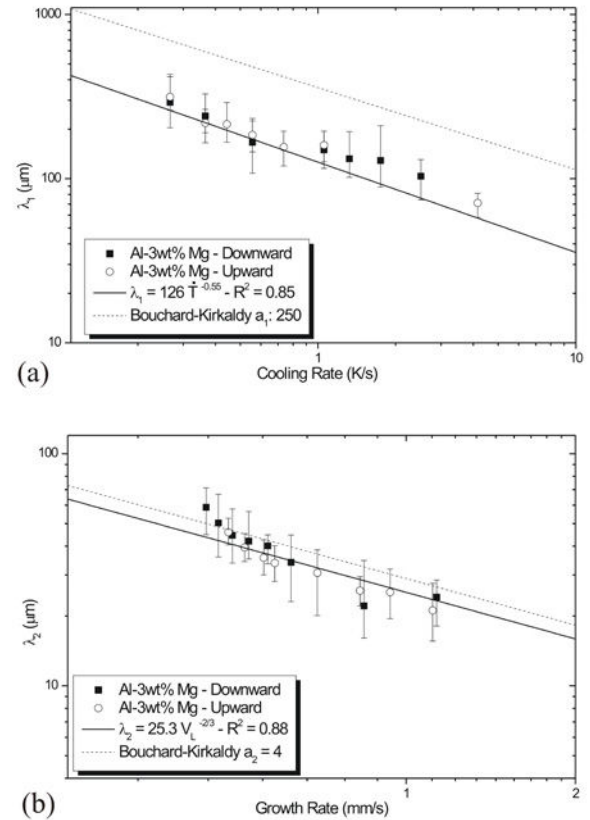 1000
100
10
λ₁ (μm)
■ Al-3wt% Mg - Downward
○ Al-3wt% Mg - Upward
λ₁ = 126 Ṫ ⁻⁰·⁵⁵ - R² = 0.85
Bouchard-Kirkaldy a₁: 250
1
10
(a)
Cooling Rate (K/s)
100
10
λ₂ (μm)
■ Al-3wt% Mg - Downward
○ Al-3wt% Mg - Upward
λ₂ = 25.3 V_L ⁻²/³ - R² = 0.88
Bouchard-Kirkaldy a₂ = 4
1
2
(b)
Growth Rate (mm/s)